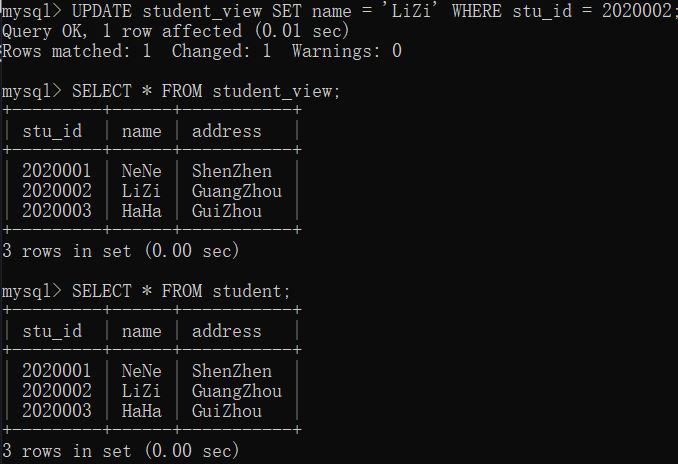 mysql> UPDATE student_view SET name = 'LiZi' WHERE stu_id = 2020002;
Query OK, 1 row affected (0.01 sec)
Rows matched: 1  Changed: 1  Warnings: 0
mysql> SELECT * FROM student_view;
+---------+------+-----------+
| stu_id  | name | address   |
+---------+------+-----------+
| 2020001 | NeNe | ShenZhen  |
| 2020002 | LiZi | GuangZhou |
| 2020003 | HaHa | GuiZhou   |
+---------+------+-----------+
3 rows in set (0.00 sec)
mysql> SELECT * FROM student;
+---------+------+-----------+
| stu_id  | name | address   |
+---------+------+-----------+
| 2020001 | NeNe | ShenZhen  |
| 2020002 | LiZi | GuangZhou |
| 2020003 | HaHa | GuiZhou   |
+---------+------+-----------+
3 rows in set (0.00 sec)